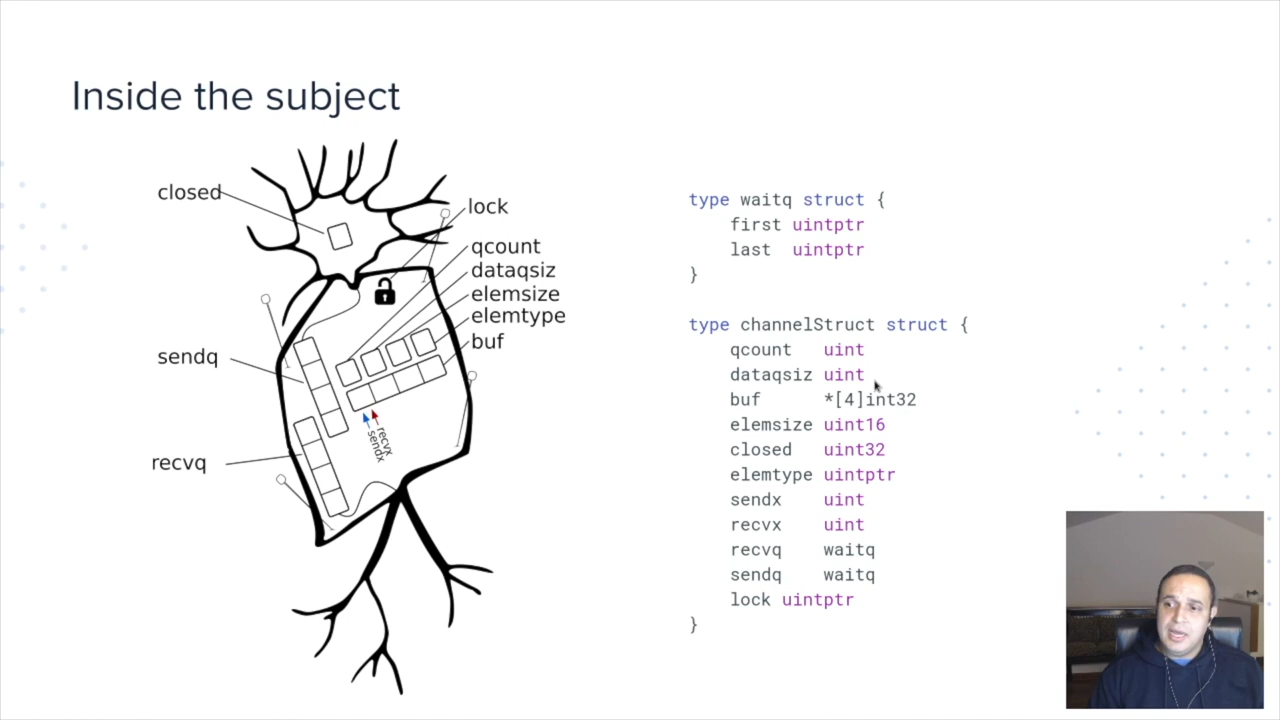 Inside the subject
closed
lock
qcount
dataqsiz
elemsize
elemtype
buf
sendq
recvx
sendx
recvq
type waitq struct {
first uintptr
last uintptr
}
type channelStruct struct {
qcount uint
dataqsiz uint
buf *[4]int32
elemsize uint16
closed uint32
elemtype uintptr
sendx uint
recvx uint
recvq waitq
sendq waitq
lock uintptr
}